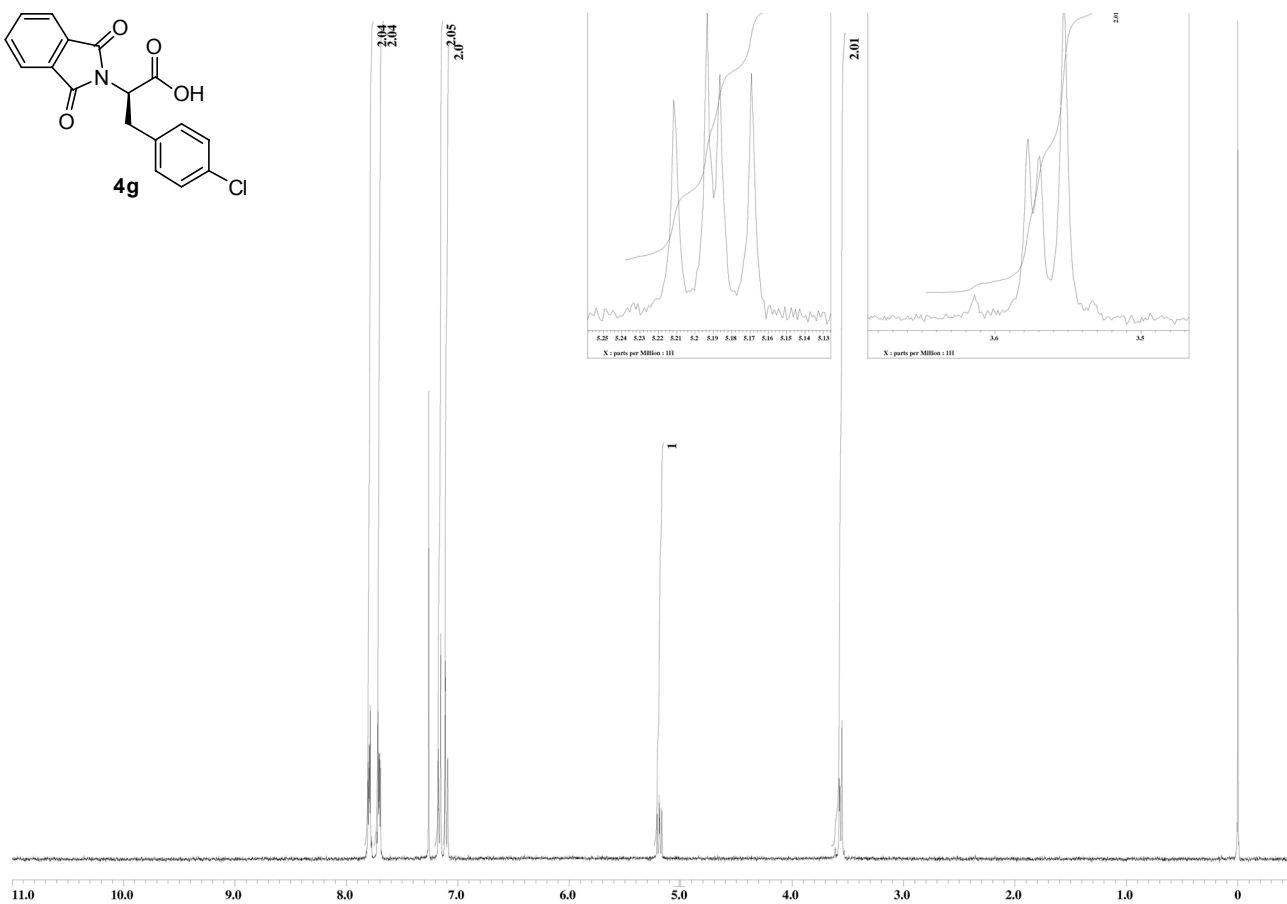 O
O
N
O
OH
Cl
4g
2.04
2.04
2.05
2.0
1
2.01
5.25 5.24 5.23 5.22 5.21 5.2 5.19 5.18 5.17 5.16 5.15 5.14 5.13
X : parts per Million : 1H
2.01
3.6 3.5
X : parts per Million : 1H
11.0 10.0 9.0 8.0 7.0 6.0 5.0 4.0 3.0 2.0 1.0 0